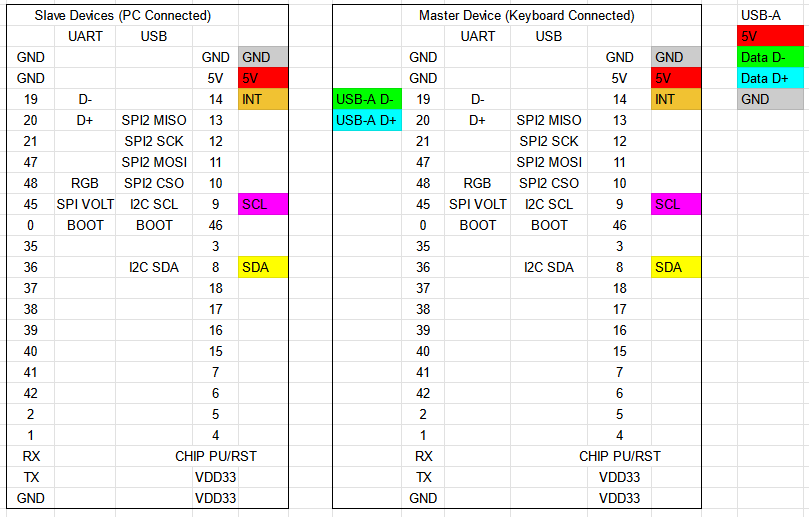 Slave Devices (PC Connected) Master Device (Keyboard Connected) USB-A
UART USB UART USB 5V
GND GND GND GND GND GND Data D-
GND 5V 5V GND 5V 5V Data D+
19 D- 14 INT USB-A D- 19 D- 14 INT GND
20 D+ SPI2 MISO 13 USB-A D+ 20 D+ SPI2 MISO 13
21 SPI2 SCK 12 21 SPI2 SCK 12
47 SPI2 MOSI 11 47 SPI2 MOSI 11
48 RGB SPI2 CSO 10 48 RGB SPI2 CSO 10
45 SPI VOLT I2C SCL 9 SCL 45 SPI VOLT I2C SCL 9 SCL
0 BOOT BOOT 46 0 BOOT BOOT 46
35 3 35 3
36 I2C SDA 8 SDA 36 I2C SDA 8 SDA
37 18 37 18
38 17 38 17
39 16 39 16
40 15 40 15
41 7 41 7
42 6 42 6
2 5 2 5
1 4 1 4
RX CHIP PU/RST RX CHIP PU/RST
TX VDD33 TX VDD33
GND VDD33 GND VDD33